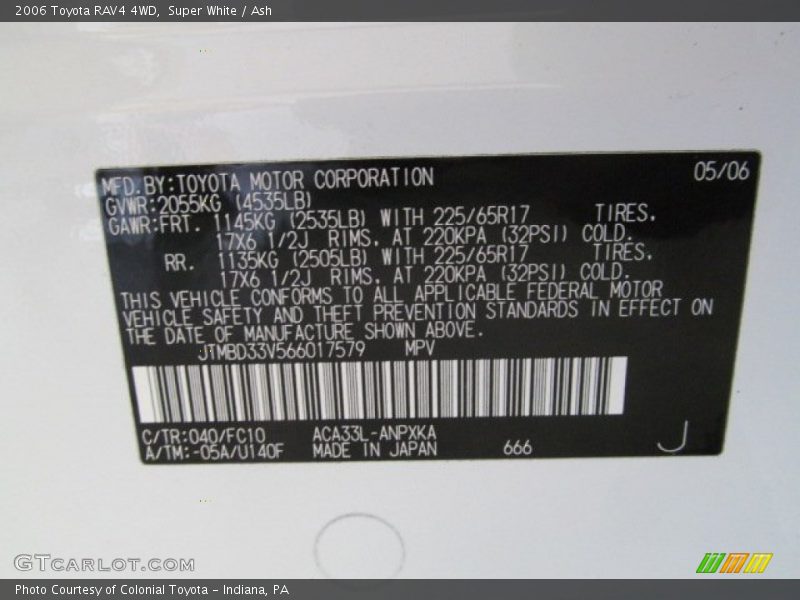 2006 Toyota RAV4 4WD,  Super White / Ash
MFD.BY:TOYOTA MOTOR CORPORATION 05/06
GVWR:2055KG (4535LB)
GAWR:FRT. 1145KG (2535LB) WITH 225/65R17 TIRES.
17X6 1/2J RIMS. AT 220KPA (32PSI) COLD.
RR. 1135KG (2505LB) WITH 225/65R17 TIRES.
17X6 1/2J RIMS. AT 220KPA (32PSI) COLD.
THIS VEHICLE CONFORMS TO ALL APPLICABLE FEDERAL MOTOR
VEHICLE SAFETY AND THEFT PREVENTION STANDARDS IN EFFECT ON
THE DATE OF MANUFACTURE SHOWN ABOVE.
JTMBD33V566017579 MPV
C/TR:040/FC10 ACA33L-ANPXKA
A/TM:-05A/U140F MADE IN JAPAN 666 J
GTCARLOT.COM
Photo Courtesy of Colonial Toyota - Indiana, PA